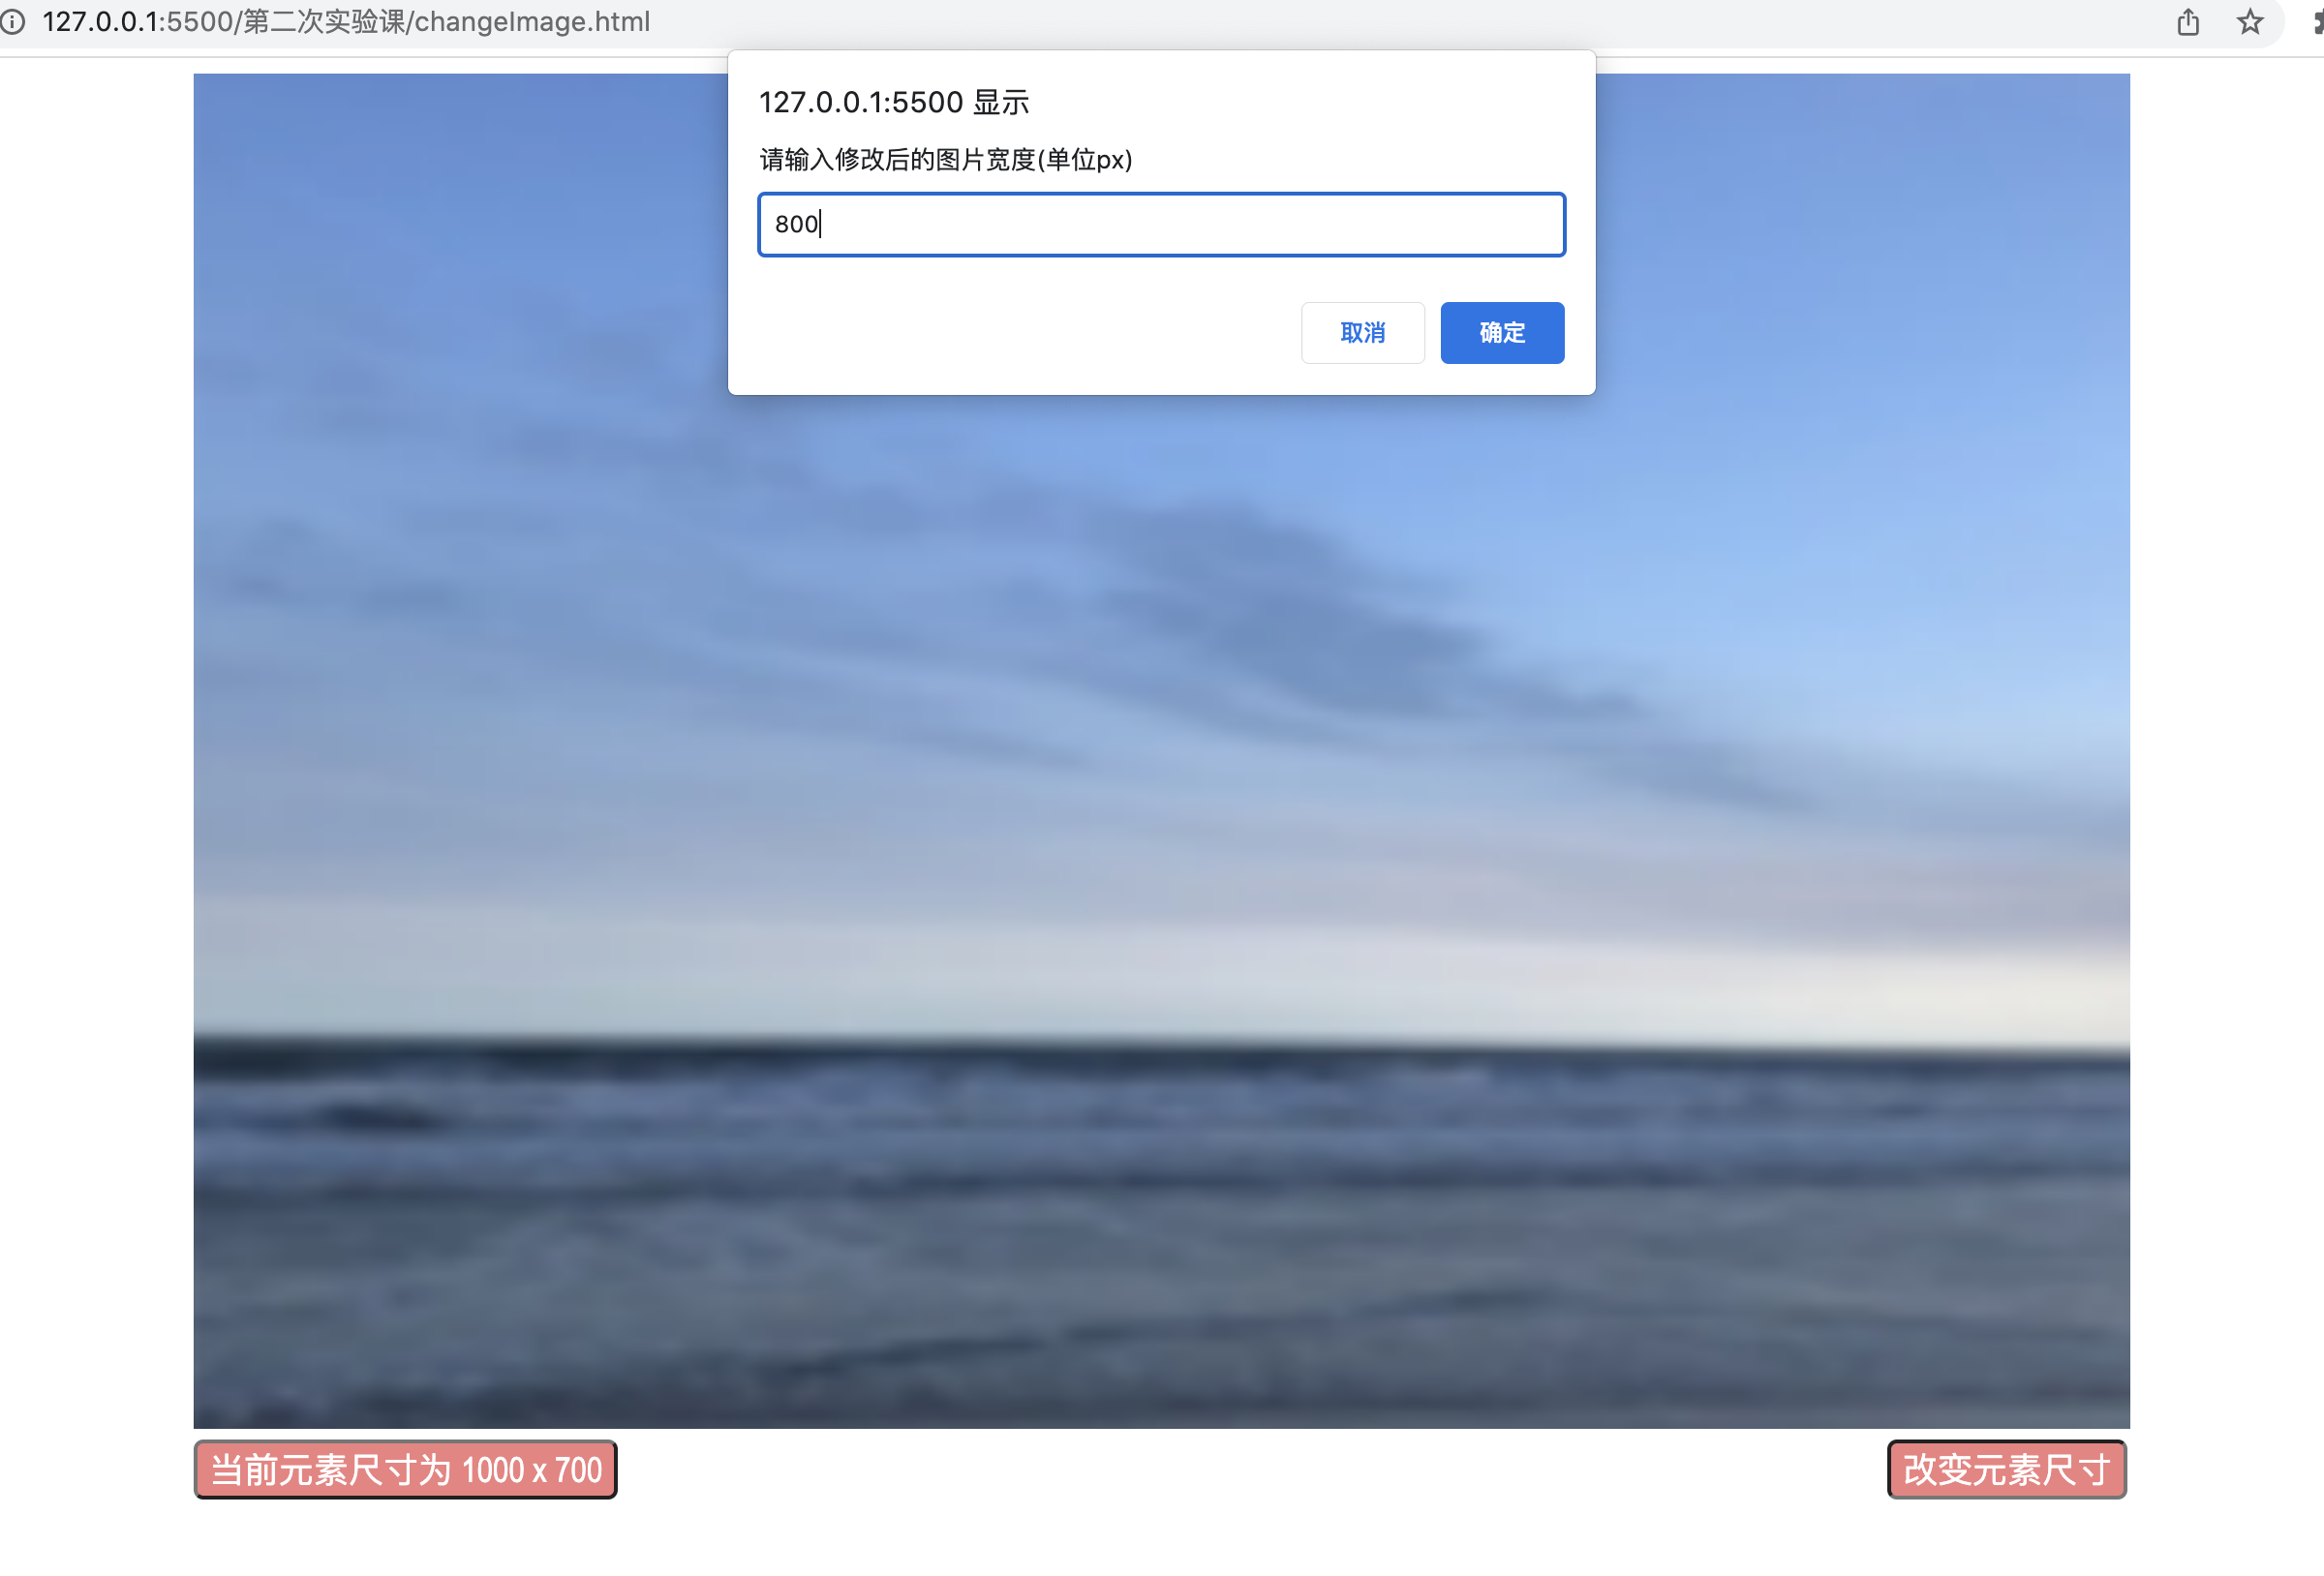 127.0.0.1:5500/第二次实验课/changeImage.html
127.0.0.1:5500 显示
请输入修改后的图片宽度(单位px)
800
取消
确定
当前元素尺寸为 1000 x 700
改变元素尺寸